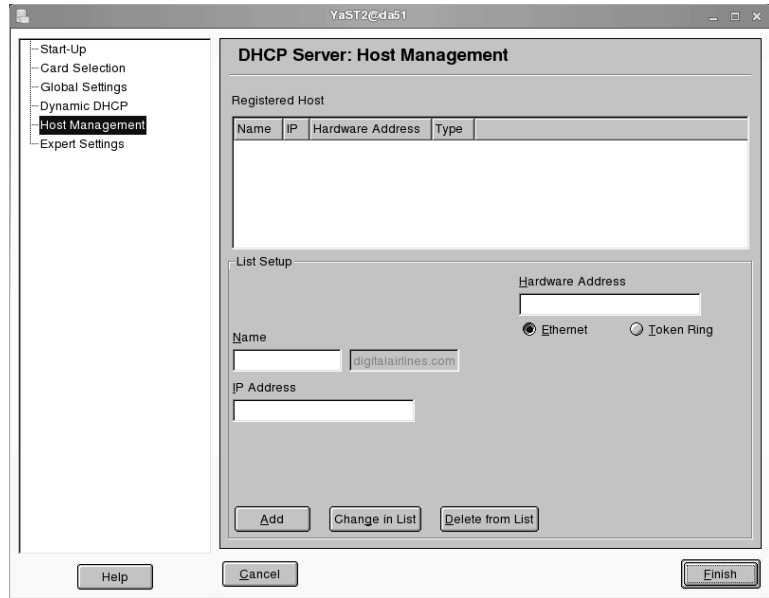 YaST2@da51
Start-Up
Card Selection
Global Settings
Dynamic DHCP
Host Management
Expert Settings
DHCP Server: Host Management
Registered Host
Name IP Hardware Address Type
List Setup
Hardware Address
Ethernet Token Ring
Name
digitalairlines.com
IP Address
Add Change in List Delete from List
Help Cancel Finish